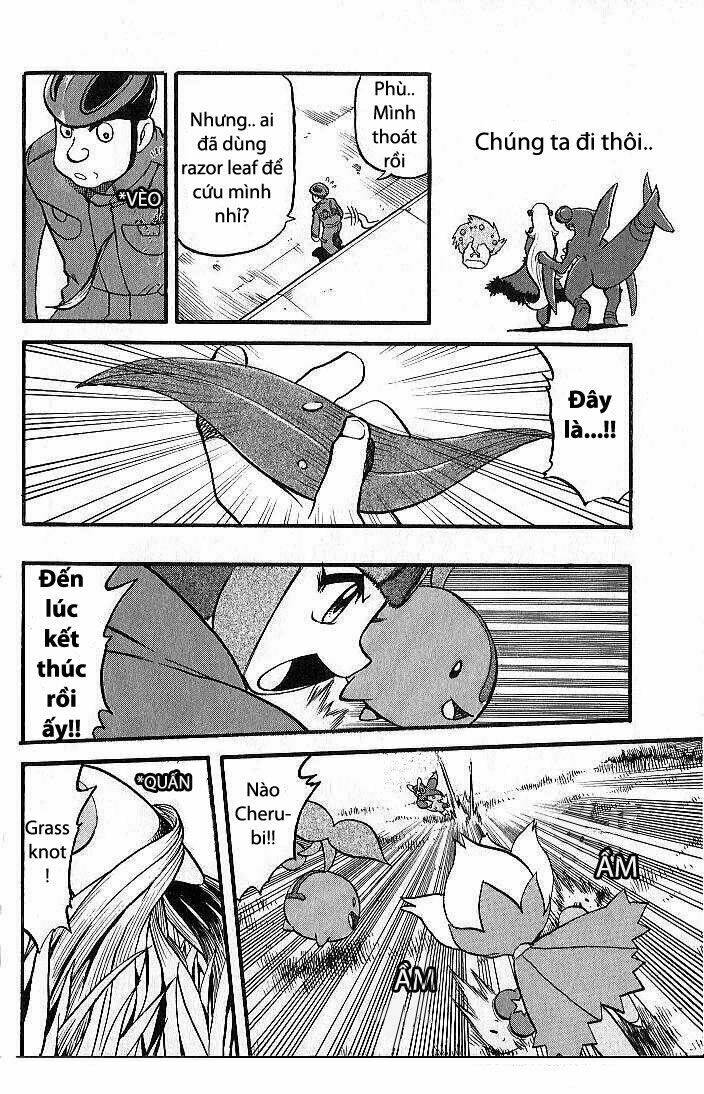 Chúng ta đi thôi..
Phù..
Mình
thoát
rồi
Nhưng.. ai
đã dùng
razor leaf để
cứu mình
nhỉ?
*VÈO
Đây
là...!!
Đến
lúc
kết
thúc
rồi
ấy!!
Nào
Cheru-
bi!!
ẦM
ẦM
*QUẤN
Grass
knot
!